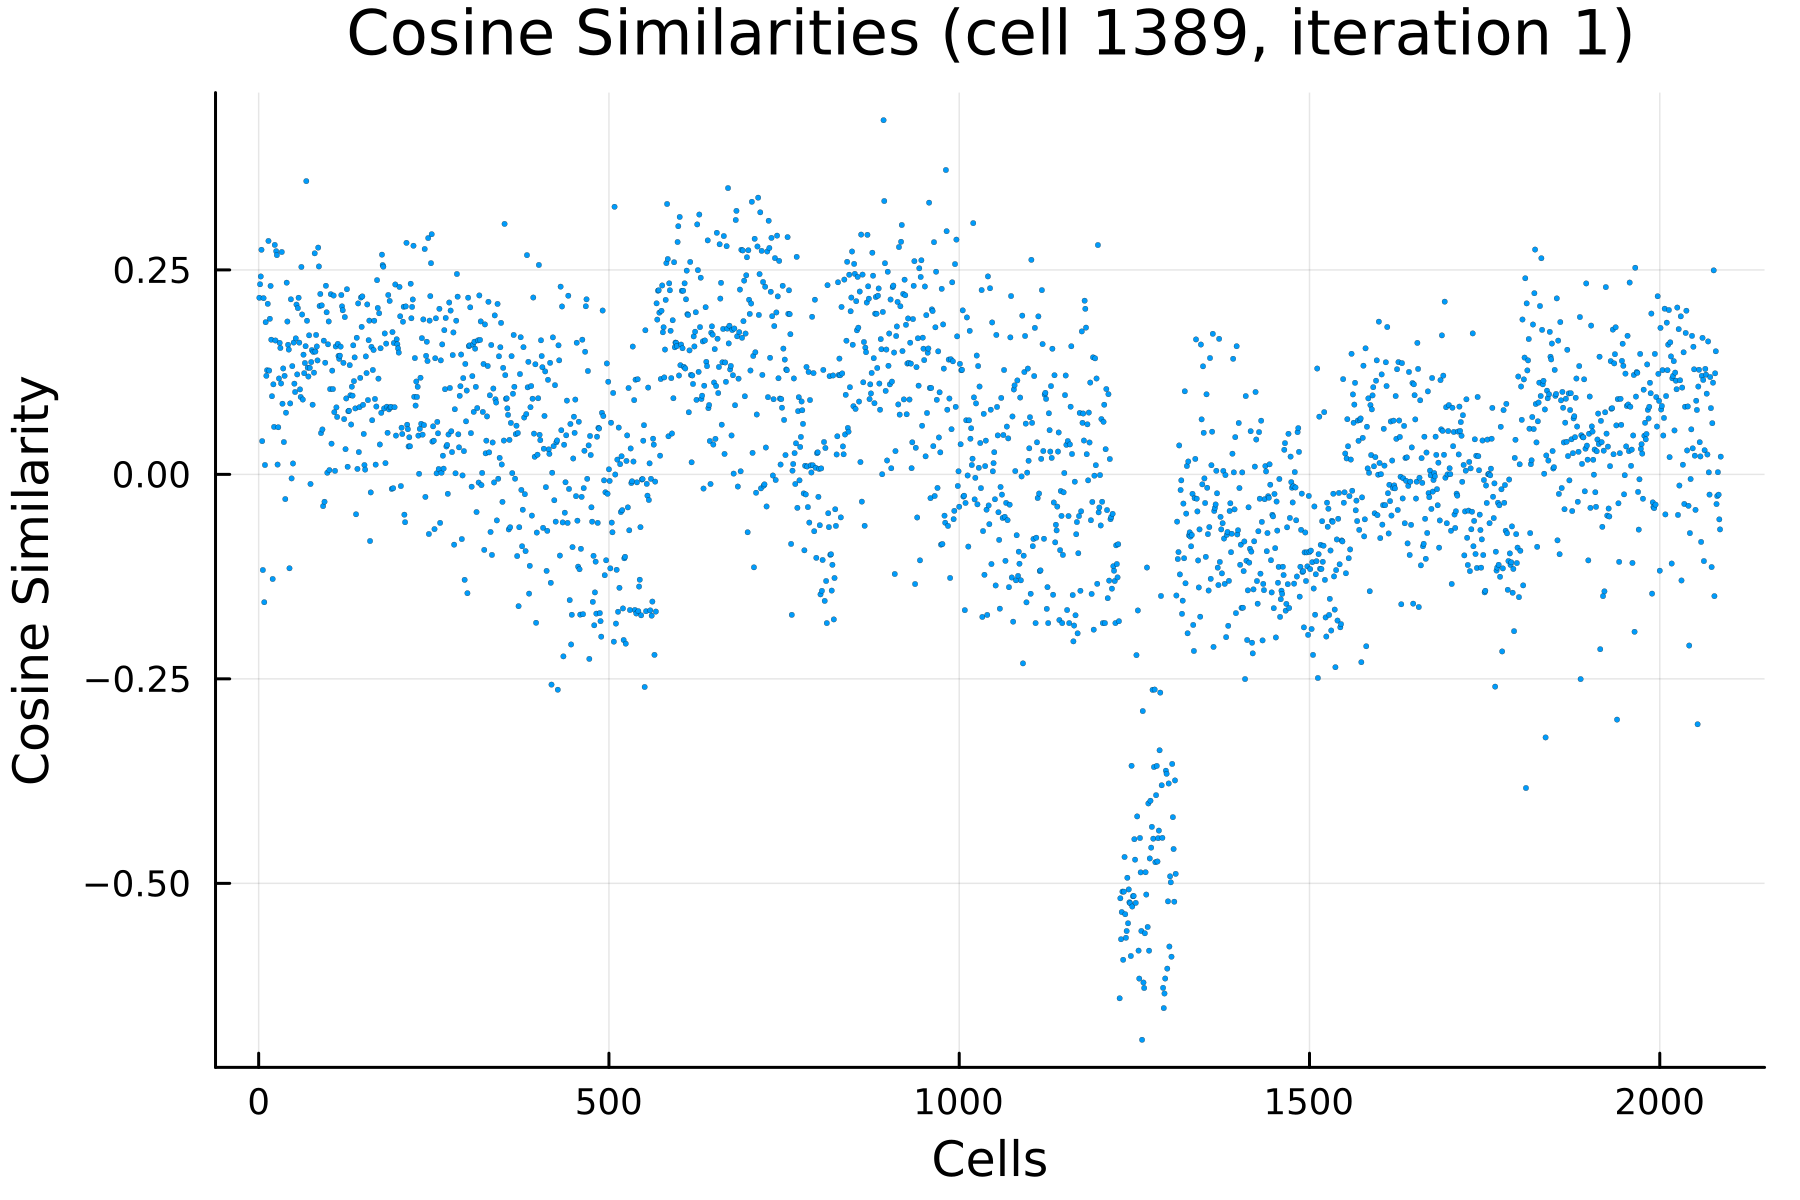 Cosine Similarities (cell 1389, iteration 1)
Cosine Similarity
0.25
0.00
−0.25
−0.50
0 500 1000 1500 2000
Cells